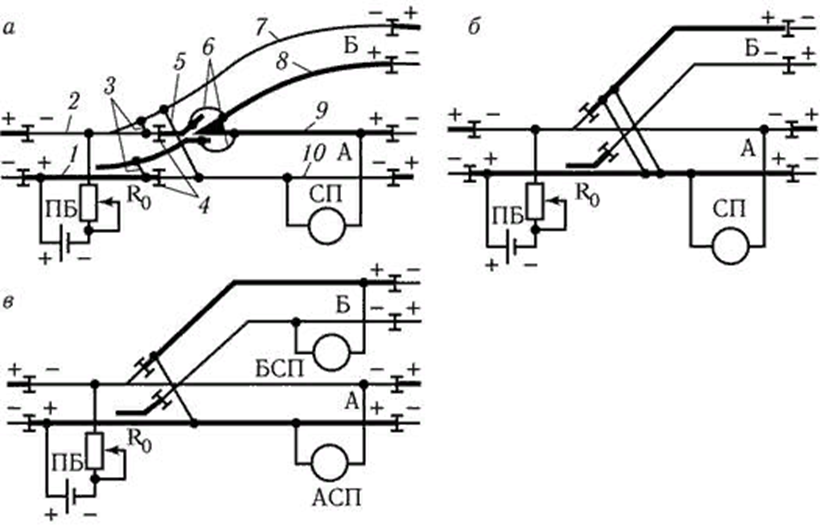 а
7
5
6
Б
8
− +
+ −
3
2
+ −
9
+ −
А
− +
1
10
− +
4
ПБ
R₀
СП
+ −
б
+ −
Б
− +
+ −
− +
А
− +
+ −
ПБ
R₀
СП
+ −
в
+ −
Б
− +
БСП
+ −
− +
А
− +
+ −
ПБ
R₀
АСП
+ −